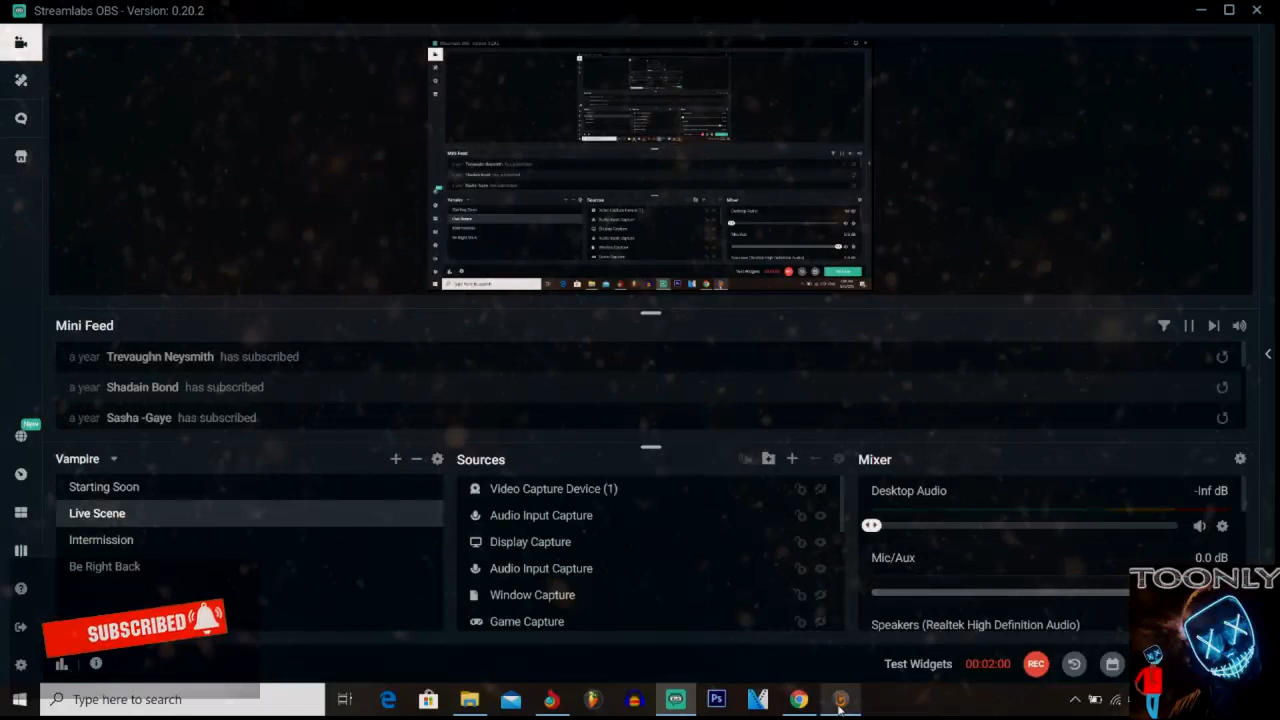 Streamlabs OBS - Version: 0.20.2
Mini Feed
a year Trevaughn Neysmith has subscribed
a year Shadain Bond has subscribed
a year Sasha -Gaye has subscribed
New
Vampire
Starting Soon
Live Scene
Intermission
Be Right Back
Sources
Video Capture Device (1)
Audio Input Capture
Display Capture
Audio Input Capture
Window Capture
Game Capture
Mixer
Desktop Audio -Inf dB
Mic/Aux 0.0 dB
Speakers (Realtek High Definition Audio)
TOONLY
SUBSCRIBED
Test Widgets 00:02:00 REC
Type here to search
Ps